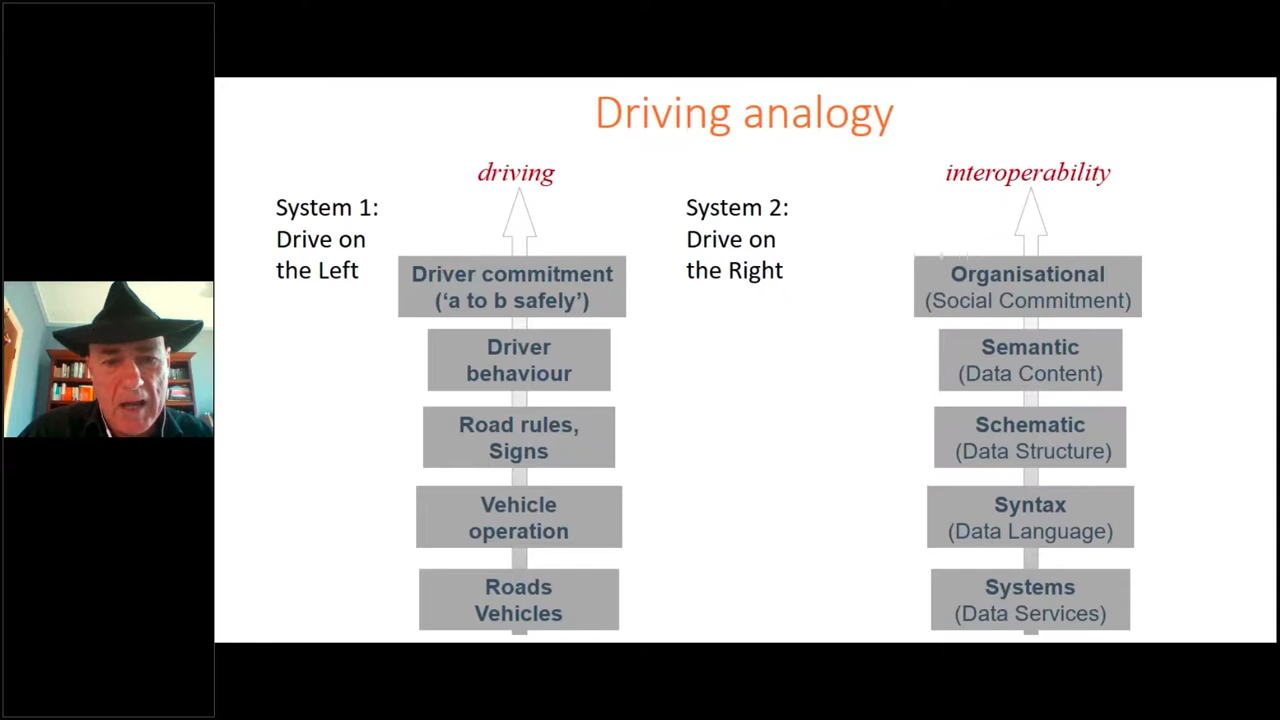 Driving analogy
driving
System 1:
Drive on
the Left
Driver commitment
(‘a to b safely’)
Driver
behaviour
Road rules,
Signs
Vehicle
operation
Roads
Vehicles
System 2:
Drive on
the Right
interoperability
Organisational
(Social Commitment)
Semantic
(Data Content)
Schematic
(Data Structure)
Syntax
(Data Language)
Systems
(Data Services)